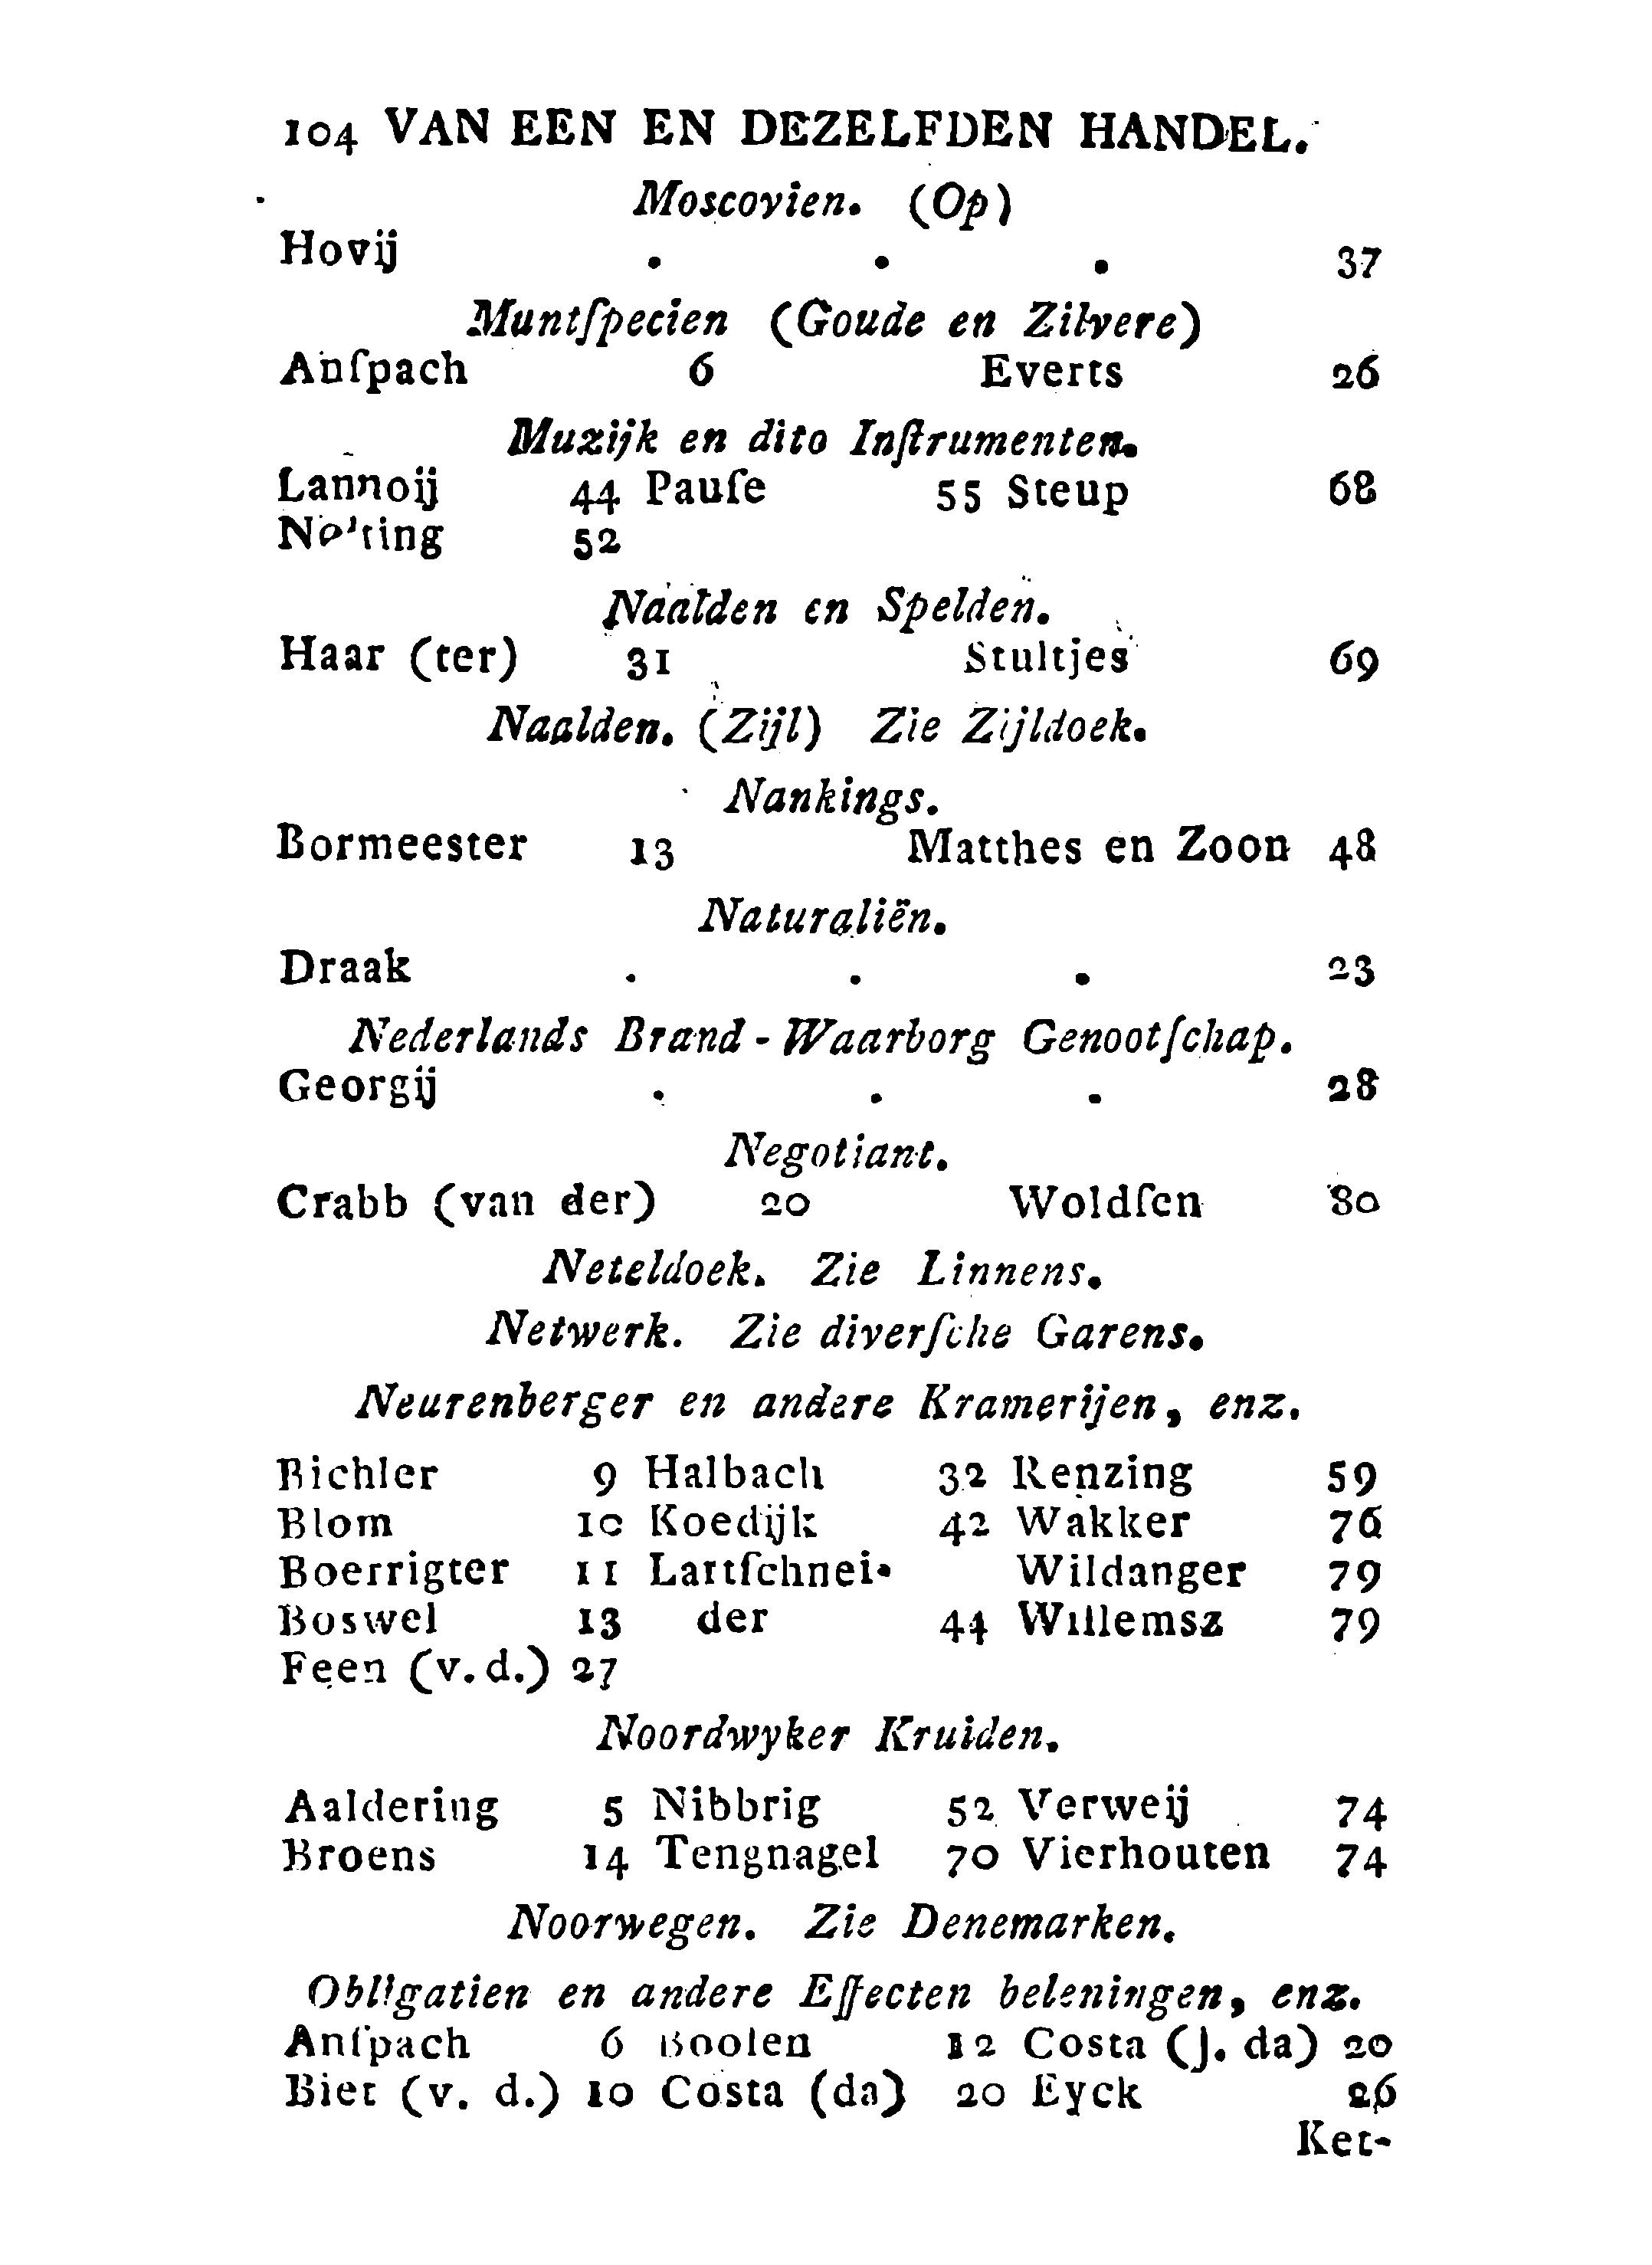 104 VAN EEN EN DEZELFDEN HANDEL.
Moscovien. (Op)
Hovij . . . 37
Muntſpecien (Goude en Zilvere)
Anſpach 6 Everts 26
Muzijk en dito Inſtrumenten.
Lannoij 44 Pauſe 55 Steup 68
Nolting 52
Naalden en Spelden.
Haar (ter) 31 Stultjes 69
Naalden. (Zijl) Zie Zijldoek.
Nankings.
Bormeester 13 Matthes en Zoon 48
Naturaliën.
Draak . . . 23
Nederlands Brand-Waarborg Genootſchap.
Georgij . . . 28
Negotiant.
Crabb (van der) 20 Woldſen 80
Neteldoek. Zie Linnens.
Netwerk. Zie diverſche Garens.
Neurenberger en andere Kramerijen, enz.
Bichler 9 Halbach 32 Renzing 59
Blom 10 Koedijk 42 Wakker 76
Boerrigter 11 Lartſchnei- Wildanger 79
Boswel 13 der 44 Willemsz 79
Feen (v. d.) 27
Noordwyker Kruiden.
Aaldering 5 Nibbrig 52 Verweij 74
Broens 14 Tengnagel 70 Vierhouten 74
Noorwegen. Zie Denemarken.
Obligatien en andere Effecten beleningen, enz.
Anſpach 6 Boolen 12 Costa (J. da) 20
Biet (v. d.) 10 Costa (da) 20 Eyck 26
Ket-